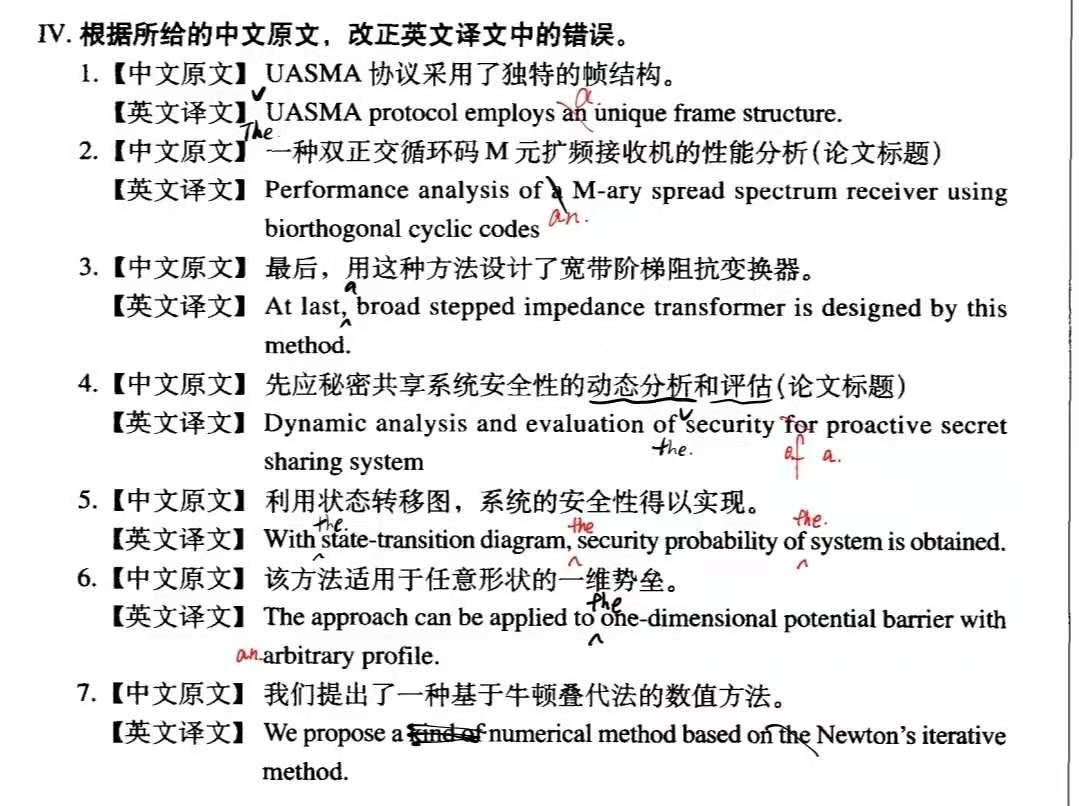 IV. 根据所给的中文原文，改正英文译文中的错误。
1.【中文原文】 UASMA 协议采用了独特的帧结构。
a.
【英文译文】 UASMA protocol employs an unique frame structure.
The
2.【中文原文】 一种双正交循环码 M 元扩频接收机的性能分析(论文标题)
【英文译文】 Performance analysis of a M-ary spread spectrum receiver using
an.
biorthogonal cyclic codes
3.【中文原文】 最后，用这种方法设计了宽带阶梯阻抗变换器。
a
【英文译文】 At last, broad stepped impedance transformer is designed by this
method.
4.【中文原文】 先应秘密共享系统安全性的动态分析和评估(论文标题)
【英文译文】 Dynamic analysis and evaluation of security for proactive secret
the. of a.
sharing system
5.【中文原文】 利用状态转移图，系统的安全性得以实现。
the. the the.
【英文译文】 With state-transition diagram, security probability of system is obtained.
6.【中文原文】 该方法适用于任意形状的一维势垒。
the
【英文译文】 The approach can be applied to one-dimensional potential barrier with
an arbitrary profile.
7.【中文原文】 我们提出了一种基于牛顿叠代法的数值方法。
【英文译文】 We propose a kind of numerical method based on the Newton's iterative
method.